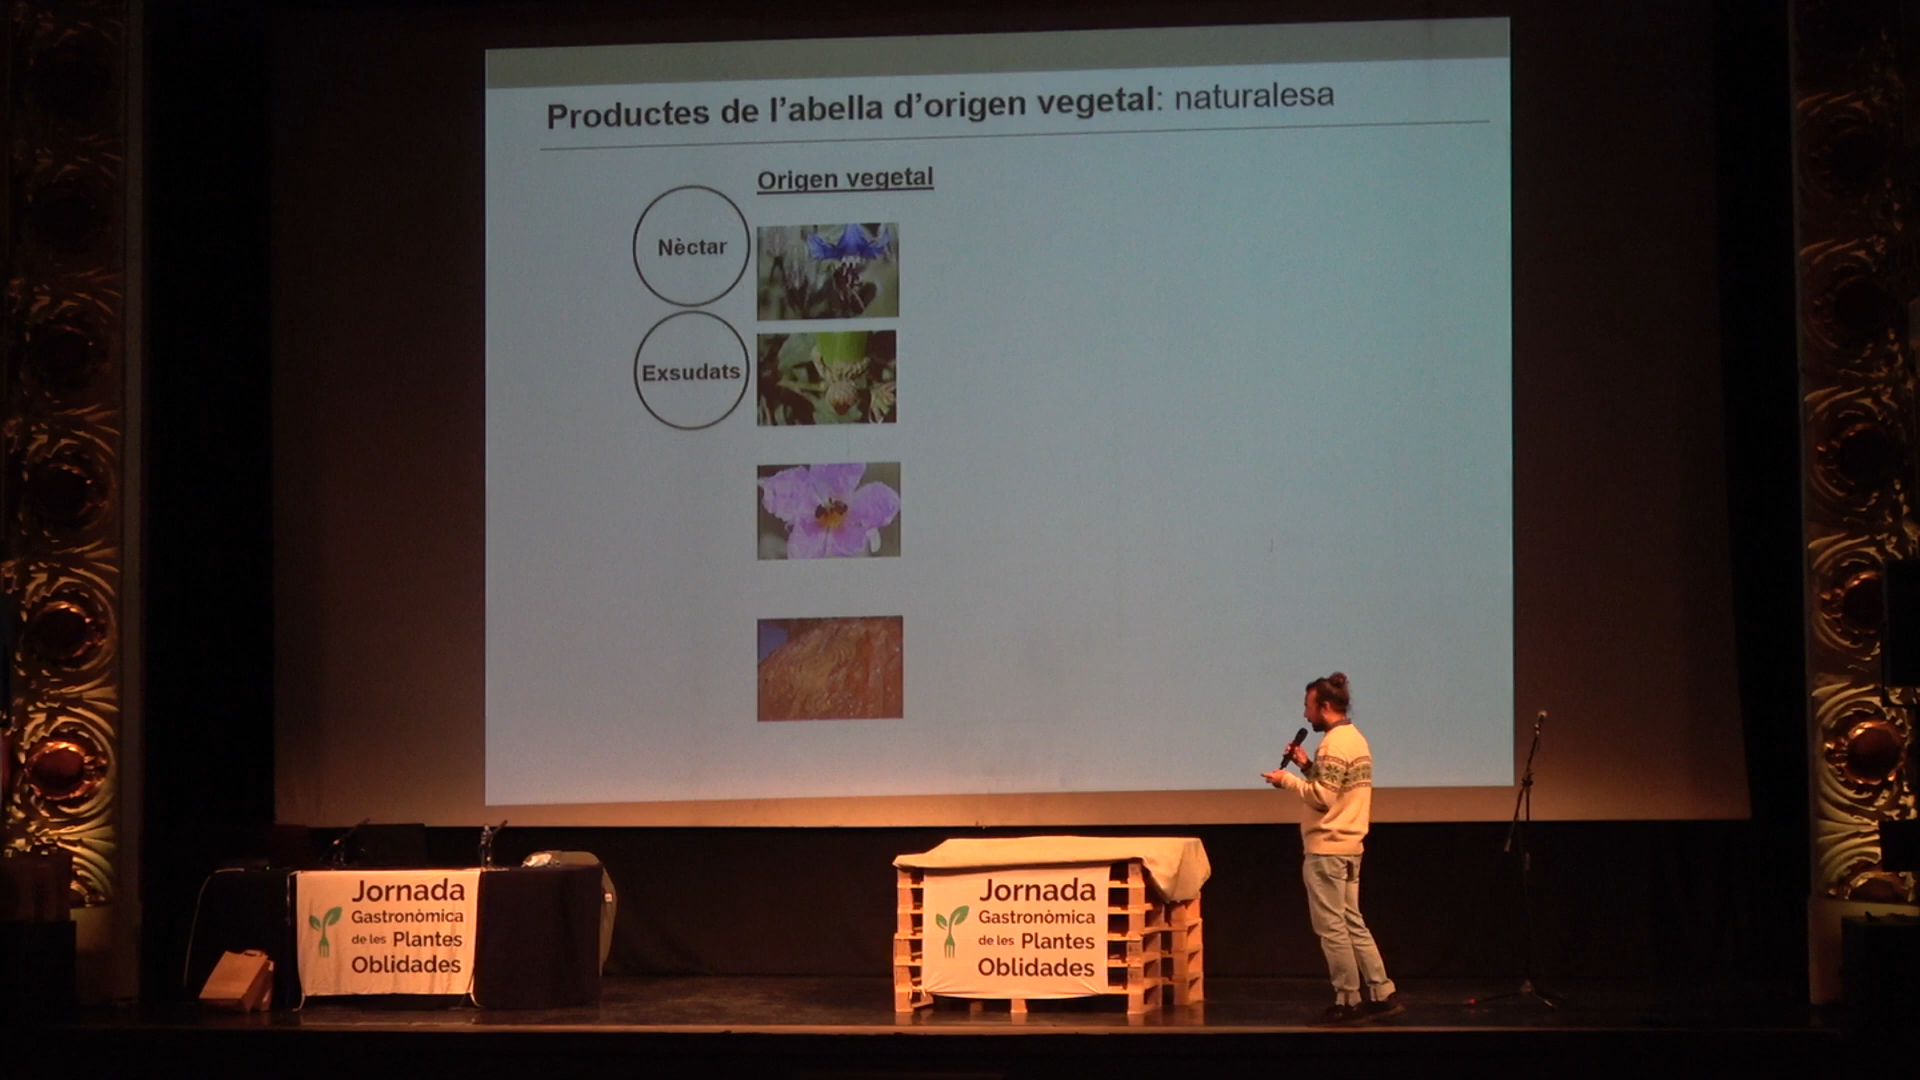 Productes de l’abella d’origen vegetal: naturalesa
Origen vegetal
Nèctar
Exsudats
Jornada
Gastronòmica
de les Plantes
Oblidades
Jornada
Gastronòmica
de les Plantes
Oblidades